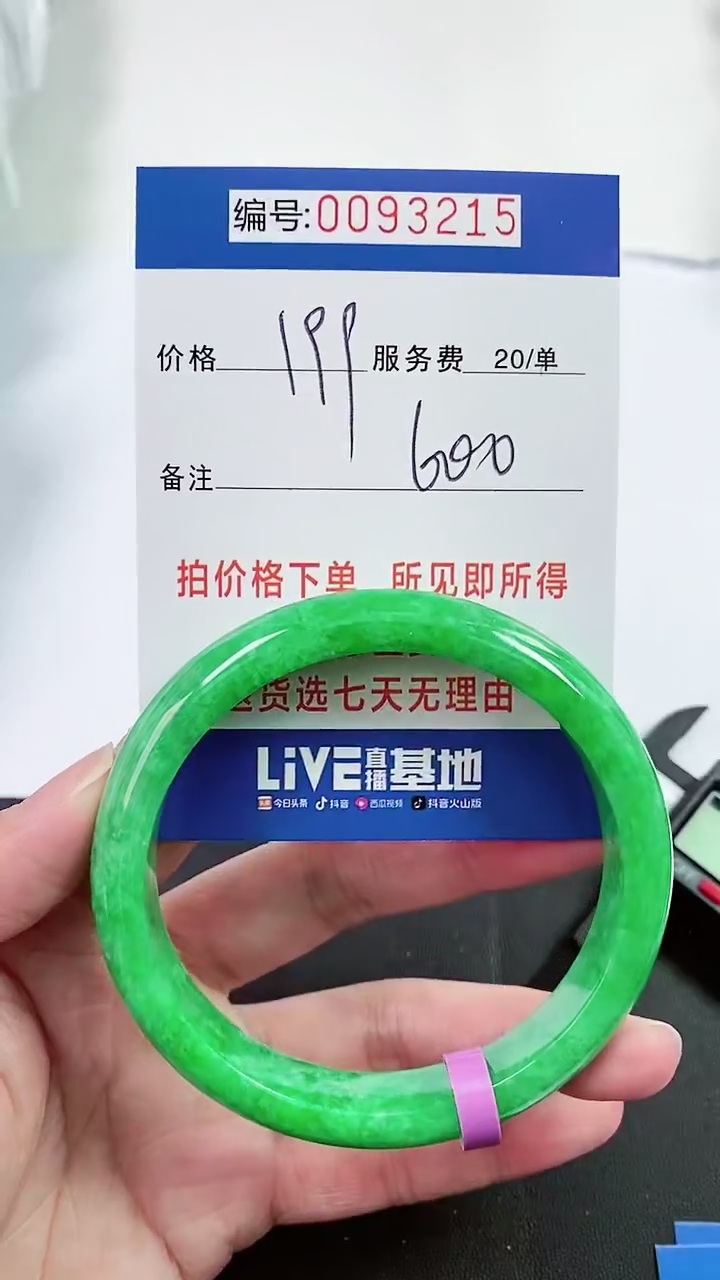 编号:0093215
价格 199 服务费 20/单
600
备注
拍价格下单 所见即所得
退货选七天无理由
LiVE直播基地
今日头条 抖音 西瓜视频 抖音火山版